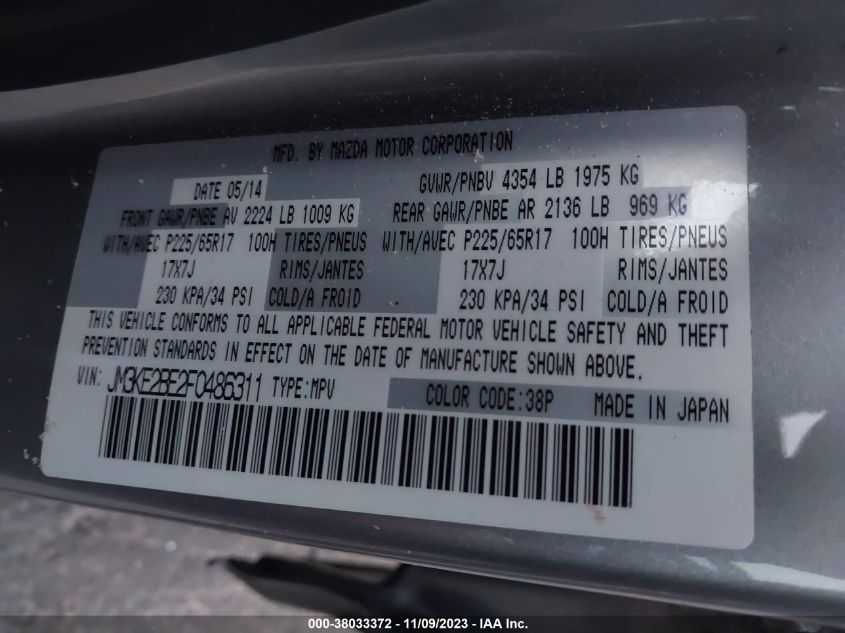 MFD. BY MAZDA MOTOR CORPORATION
DATE 05/14 GVWR/PNBV 4354 LB 1975 KG
FRONT GAWR/PNBE AV 2224 LB 1009 KG REAR GAWR/PNBE AR 2136 LB 969 KG
WITH/AVEC P225/65R17 100H TIRES/PNEUS WITH/AVEC P225/65R17 100H TIRES/PNEUS
17X7J RIMS/JANTES 17X7J RIMS/JANTES
230 KPA/34 PSI COLD/A FROID 230 KPA/34 PSI COLD/A FROID
THIS VEHICLE CONFORMS TO ALL APPLICABLE FEDERAL MOTOR VEHICLE SAFETY AND THEFT
PREVENTION STANDARDS IN EFFECT ON THE DATE OF MANUFACTURE SHOWN ABOVE.
VIN: JM3KE2BE2F0486311 TYPE:MPV COLOR CODE:38P MADE IN JAPAN
000-38033372 - 11/09/2023 - IAA Inc.